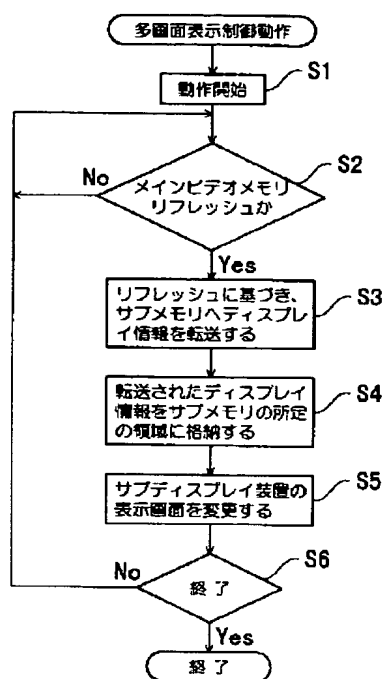 多画面表示制御動作
動作開始
S1
メインビデオメモリ
リフレッシュか
S2
No
Yes
リフレッシュに基づき、
サブメモリへディスプレ
イ情報を転送する
S3
転送されたディスプレイ
情報をサブメモリの所定
の領域に格納する
S4
サブディスプレイ装置の
表示画面を変更する
S5
終了
S6
No
Yes
終了